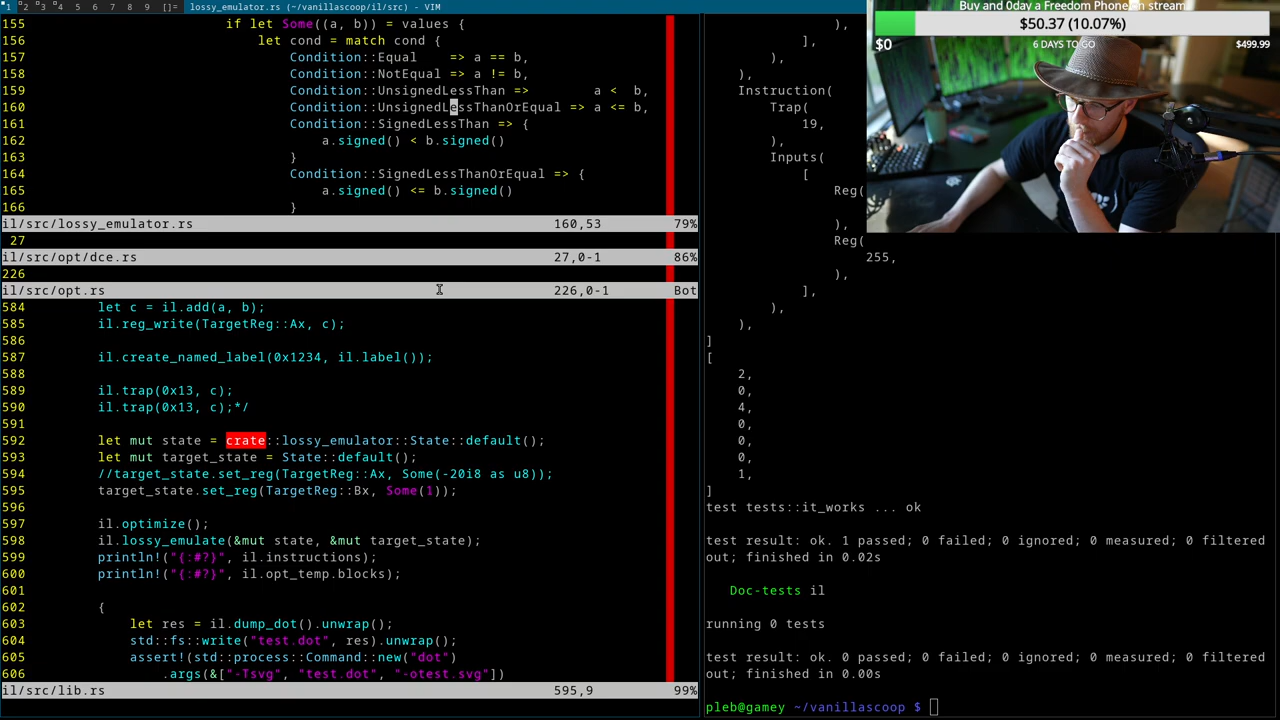 1 2 3 4 5 6 7 8 9 []= lossy_emulator.rs (~/vanillascoop/il/src) - VIM
155 if let Some((a, b)) = values {
156 let cond = match cond {
157 Condition::Equal => a == b,
158 Condition::NotEqual => a != b,
159 Condition::UnsignedLessThan => a < b,
160 Condition::UnsignedLessThanOrEqual => a <= b,
161 Condition::SignedLessThan => {
162 a.signed() < b.signed()
163 }
164 Condition::SignedLessThanOrEqual => {
165 a.signed() <= b.signed()
166 }
il/src/lossy_emulator.rs 160,53 79%
27
il/src/opt/dce.rs 27,0-1 86%
226
il/src/opt.rs 226,0-1 Bot
584 let c = il.add(a, b);
585 il.reg_write(TargetReg::Ax, c);
586
587 il.create_named_label(0x1234, il.label());
588
589 il.trap(0x13, c);
590 il.trap(0x13, c);*/
591
592 let mut state = crate::lossy_emulator::State::default();
593 let mut target_state = State::default();
594 //target_state.set_reg(TargetReg::Ax, Some(-20i8 as u8));
595 target_state.set_reg(TargetReg::Bx, Some(1));
596
597 il.optimize();
598 il.lossy_emulate(&mut state, &mut target_state);
599 println!("{:#?}", il.instructions);
600 println!("{:#?}", il.opt_temp.blocks);
601
602 {
603 let res = il.dump_dot().unwrap();
604 std::fs::write("test.dot", res).unwrap();
605 assert!(std::process::Command::new("dot")
606 .args(&["-Tsvg", "test.dot", "-otest.svg"])
il/src/lib.rs 595,9 99%
),
],
),
),
Instruction(
Trap(
19,
),
Inputs(
[
Reg(
),
Reg(
255,
),
],
),
),
]
[
2,
0,
4,
0,
0,
0,
1,
]
test tests::it_works ... ok
test result: ok. 1 passed; 0 failed; 0 ignored; 0 measured; 0 filtered
out; finished in 0.02s
Doc-tests il
running 0 tests
test result: ok. 0 passed; 0 failed; 0 ignored; 0 measured; 0 filtered
out; finished in 0.00s
pleb@gamey ~/vanillascoop $
Buy and 0day a Freedom Phone on stream
$50.37 (10.07%)
$0 6 DAYS TO GO $499.99